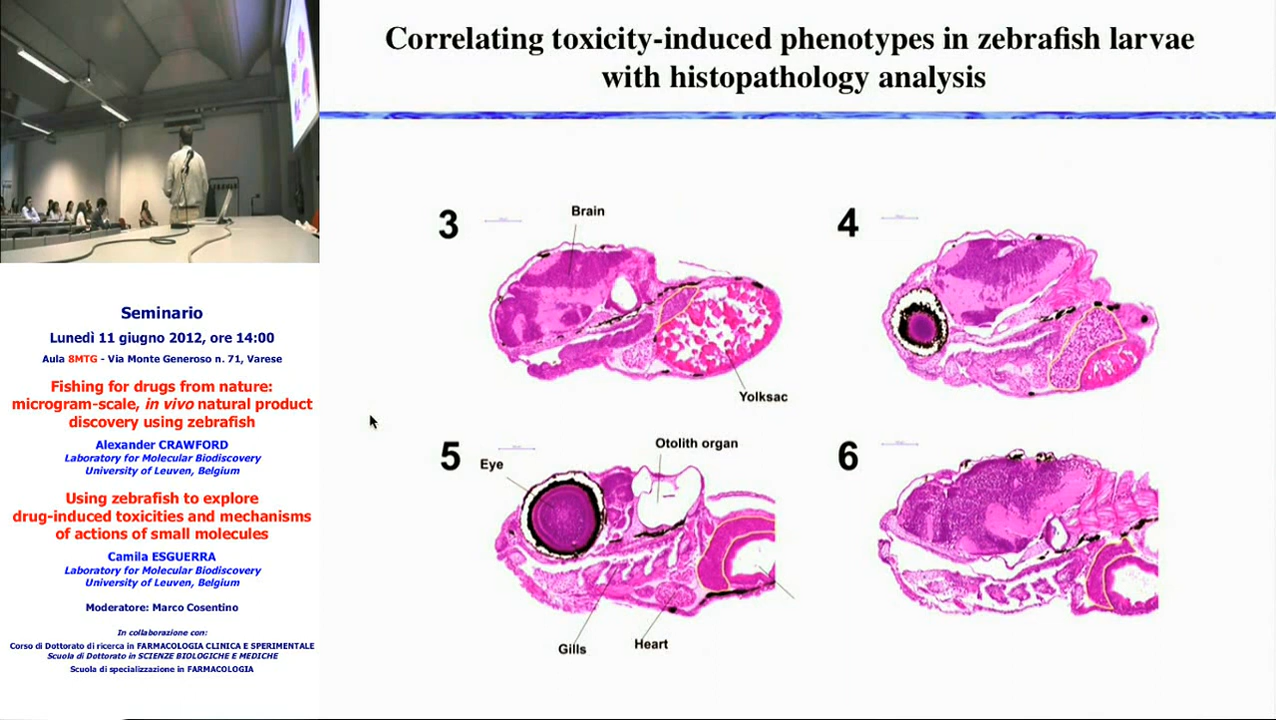 Correlating toxicity-induced phenotypes in zebrafish larvae
with histopathology analysis
3
Brain
Yolksac
4
5
Eye
Otolith organ
Gills
Heart
6
Seminario
Lunedì 11 giugno 2012, ore 14:00
Aula 8MTG - Via Monte Generoso n. 71, Varese
Fishing for drugs from nature:
microgram-scale, in vivo natural product
discovery using zebrafish
Alexander CRAWFORD
Laboratory for Molecular Biodiscovery
University of Leuven, Belgium
Using zebrafish to explore
drug-induced toxicities and mechanisms
of actions of small molecules
Camila ESGUERRA
Laboratory for Molecular Biodiscovery
University of Leuven, Belgium
Moderatore: Marco Cosentino
In collaborazione con:
Corso di Dottorato di ricerca in FARMACOLOGIA CLINICA E SPERIMENTALE
Scuola di Dottorato in SCIENZE BIOLOGICHE E MEDICHE
Scuola di specializzazione in FARMACOLOGIA